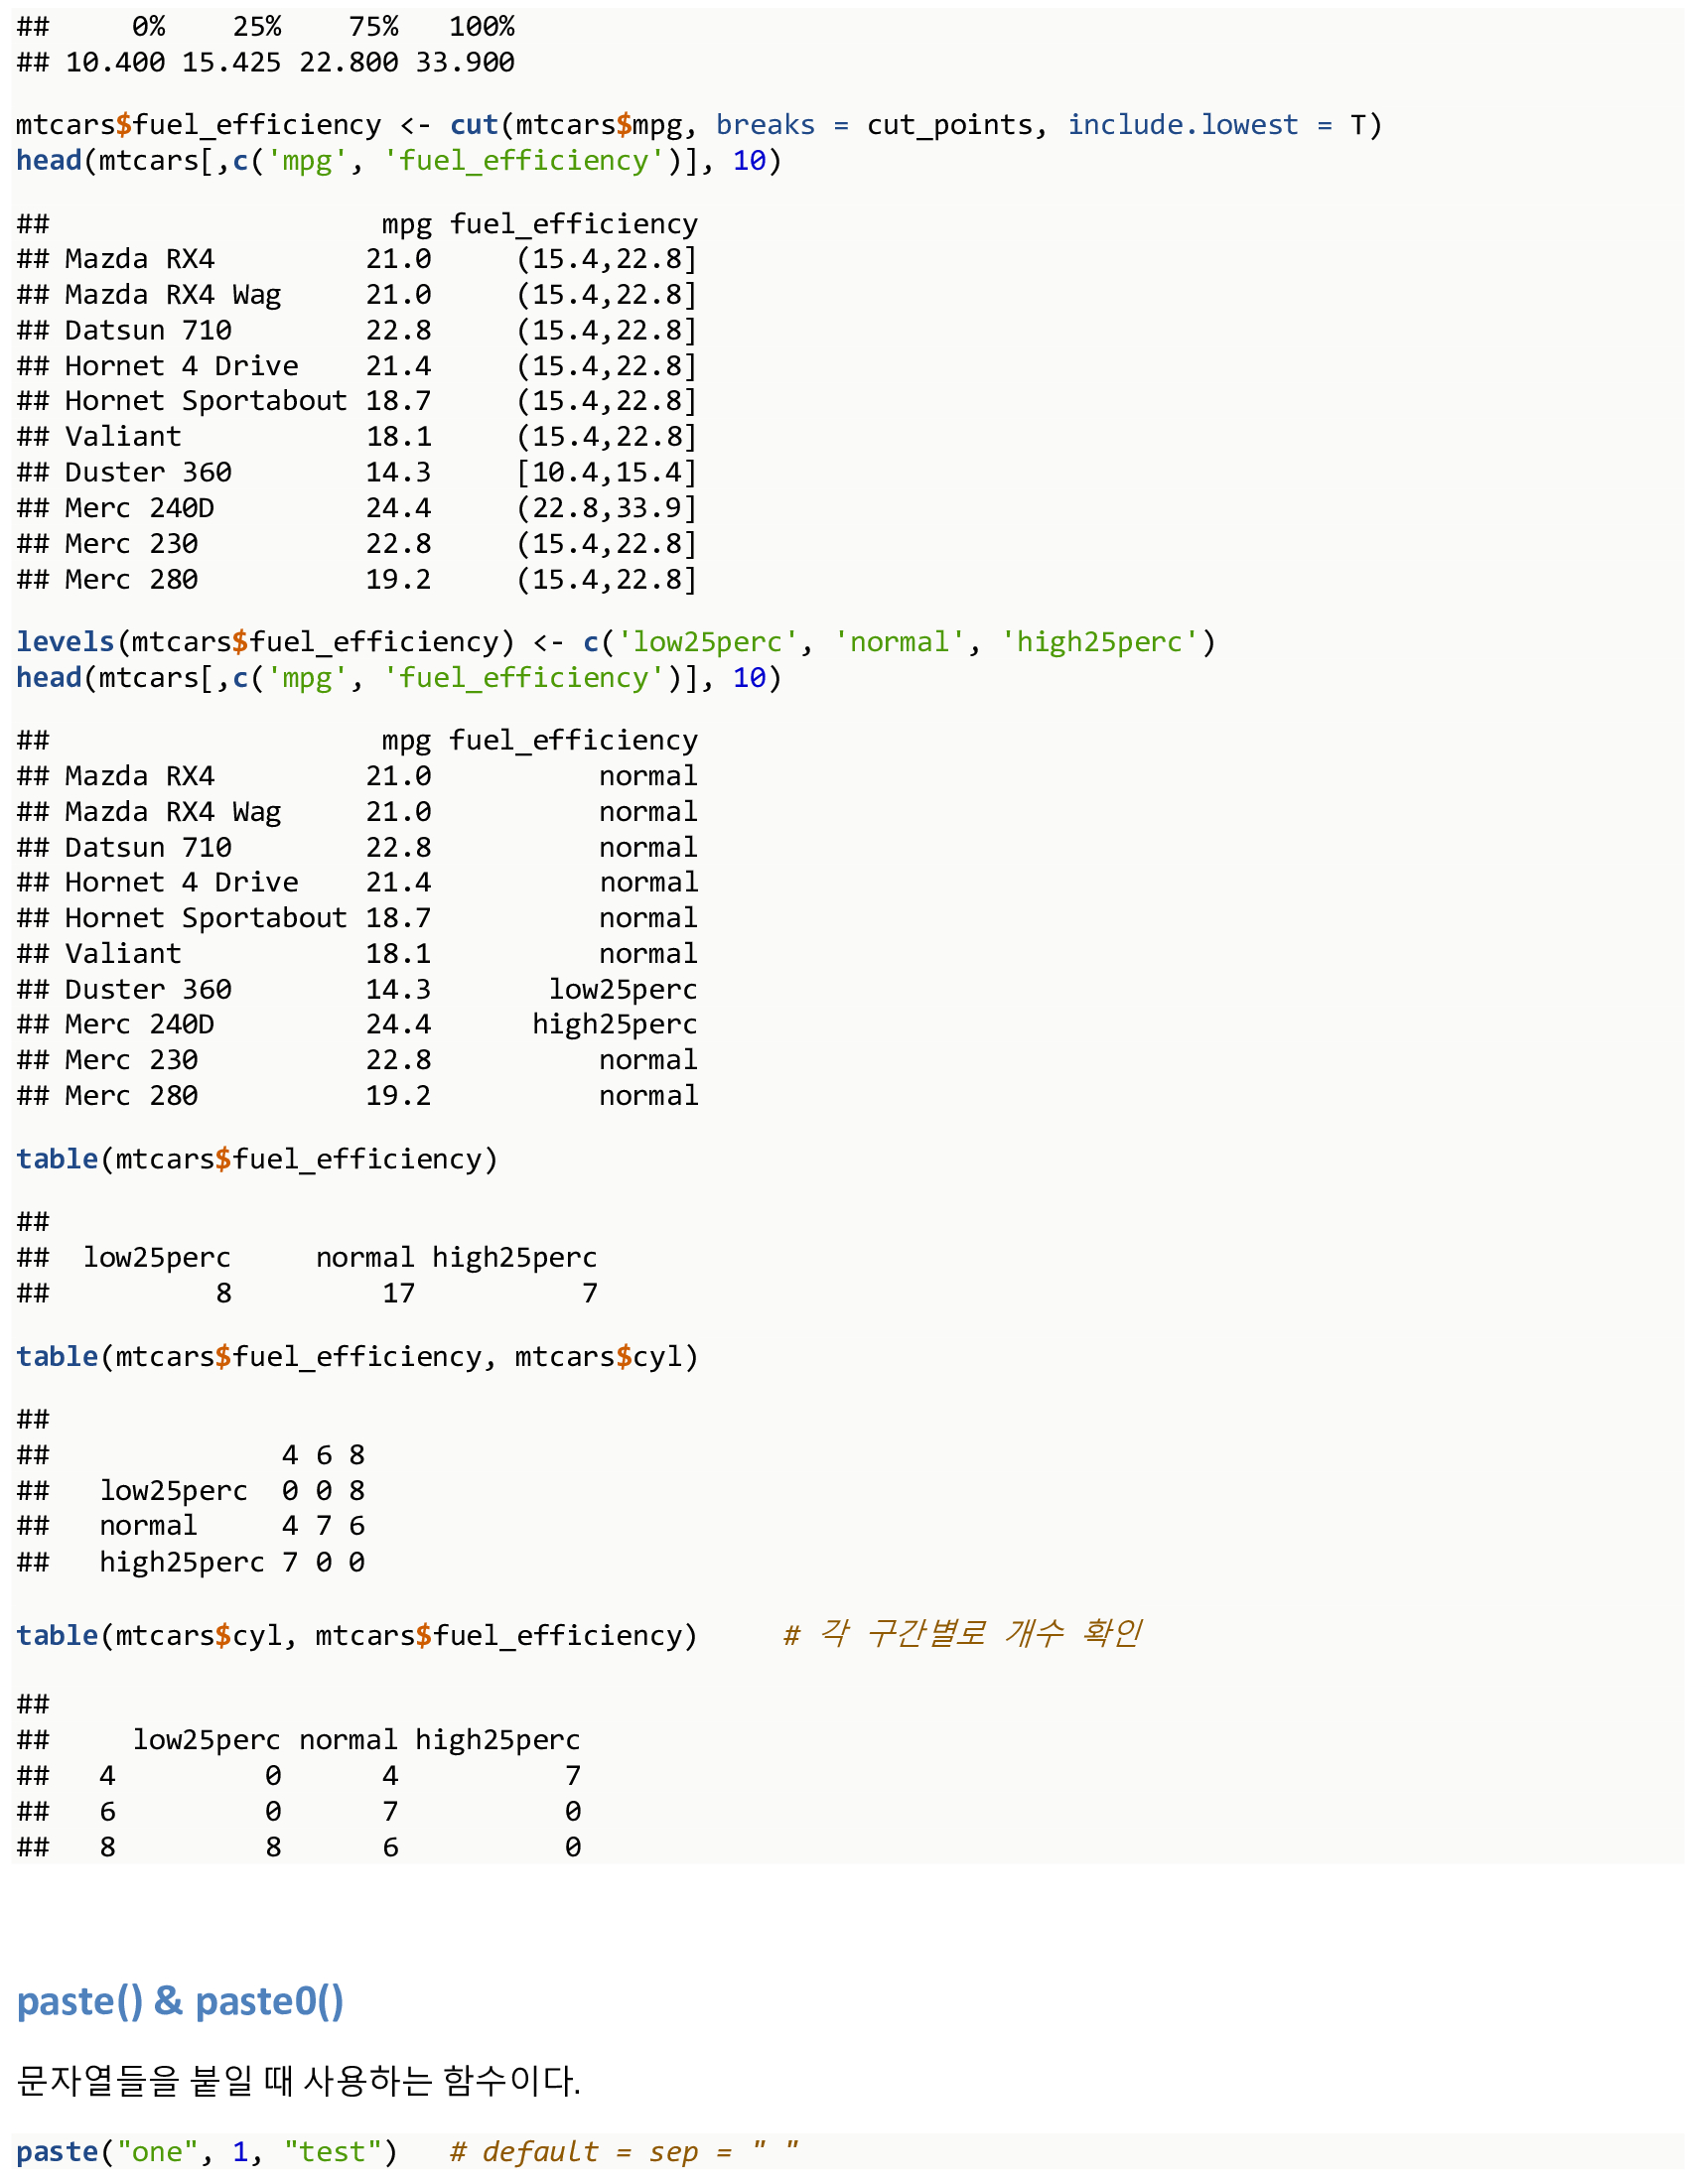 ##     0%    25%    75%   100%
## 10.400 15.425 22.800 33.900
mtcars$fuel_efficiency <- cut(mtcars$mpg, breaks = cut_points, include.lowest = T)
head(mtcars[,c('mpg', 'fuel_efficiency')], 10)
##                    mpg fuel_efficiency
## Mazda RX4         21.0     (15.4,22.8]
## Mazda RX4 Wag     21.0     (15.4,22.8]
## Datsun 710        22.8     (15.4,22.8]
## Hornet 4 Drive    21.4     (15.4,22.8]
## Hornet Sportabout 18.7     (15.4,22.8]
## Valiant           18.1     (15.4,22.8]
## Duster 360        14.3     [10.4,15.4]
## Merc 240D         24.4     (22.8,33.9]
## Merc 230          22.8     (15.4,22.8]
## Merc 280          19.2     (15.4,22.8]
levels(mtcars$fuel_efficiency) <- c('low25perc', 'normal', 'high25perc')
head(mtcars[,c('mpg', 'fuel_efficiency')], 10)
##                    mpg fuel_efficiency
## Mazda RX4         21.0          normal
## Mazda RX4 Wag     21.0          normal
## Datsun 710        22.8          normal
## Hornet 4 Drive    21.4          normal
## Hornet Sportabout 18.7          normal
## Valiant           18.1          normal
## Duster 360        14.3       low25perc
## Merc 240D         24.4      high25perc
## Merc 230          22.8          normal
## Merc 280          19.2          normal
table(mtcars$fuel_efficiency)
##
##  low25perc     normal high25perc
##          8         17          7
table(mtcars$fuel_efficiency, mtcars$cyl)
##
##              4 6 8
##   low25perc  0 0 8
##   normal     4 7 6
##   high25perc 7 0 0
table(mtcars$cyl, mtcars$fuel_efficiency)     # 각 구간별로 개수 확인
##
##     low25perc normal high25perc
##   4         0      4          7
##   6         0      7          0
##   8         8      6          0
paste() & paste0()
문자열들을 붙일 때 사용하는 함수이다.
paste("one", 1, "test")   # default = sep = " "